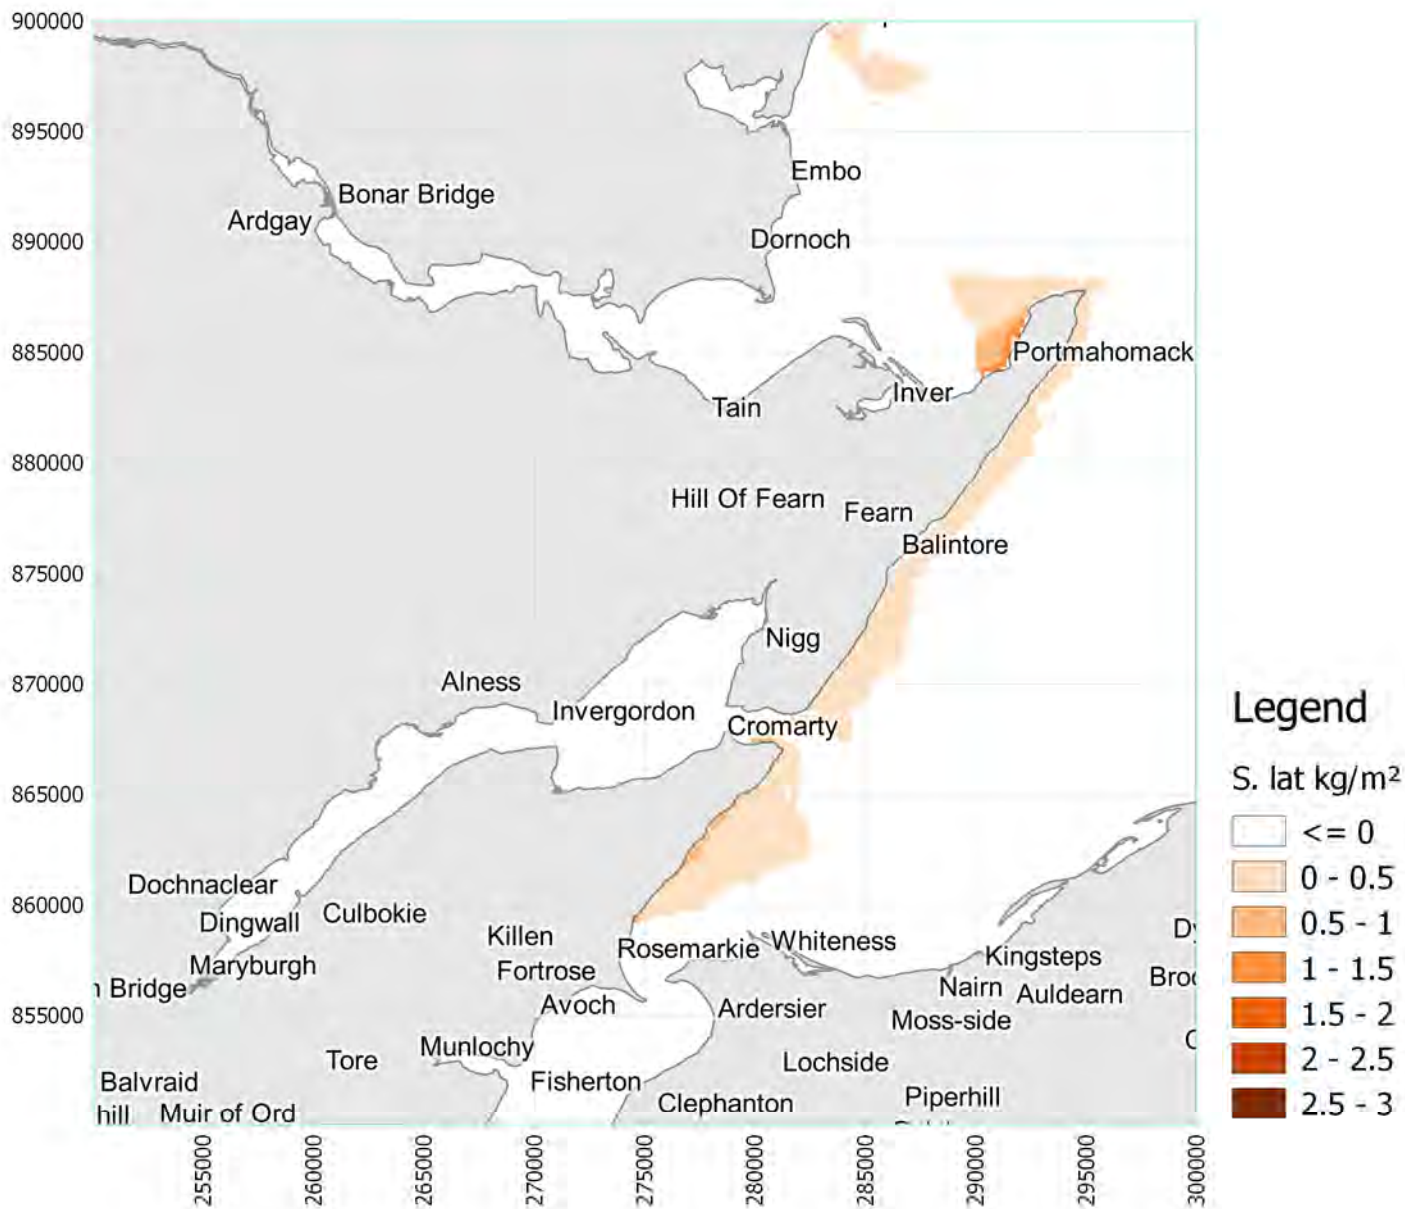 900000
895000
Embo
Bonar Bridge
Ardgay
890000
Dornoch
885000
Portmahomack
Inver
Tain
880000
Hill Of Fearn
Fearn
Balintore
875000
Nigg
870000
Alness
Invergordon
Cromarty
865000
Dochnaclear
860000
Culbokie
Dingwall
Killen
Rosemarkie
Whiteness
Maryburgh
Fortrose
Kingsteps
Bridge
Nairn
Auldearn
Avoch
Ardersier
855000
Moss-side
Munlochy
Tore
Lochside
Balvraid
Fisherton
Clephanton
Piperhill
hill
Muir of Ord
255000
260000
265000
270000
275000
280000
285000
290000
295000
300000
Legend
S. lat kg/m²
<= 0
0 - 0.5
0.5 - 1
1 - 1.5
1.5 - 2
2 - 2.5
2.5 - 3